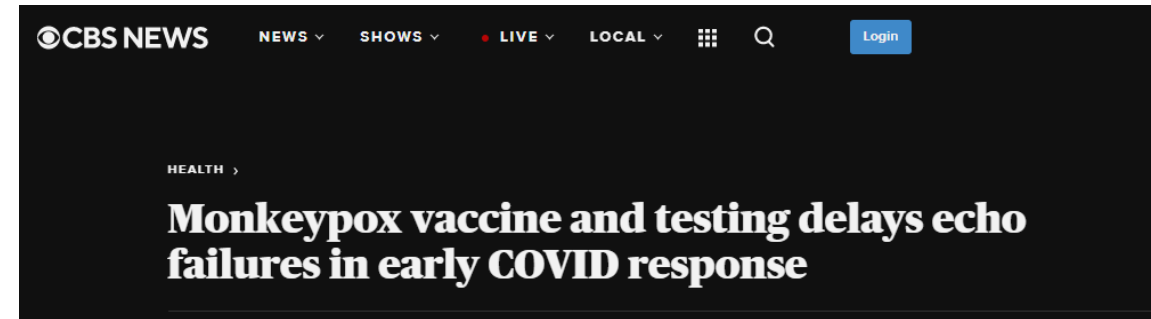 CBS NEWS NEWS SHOWS LIVE LOCAL Login
HEALTH
Monkeypox vaccine and testing delays echo
failures in early COVID response